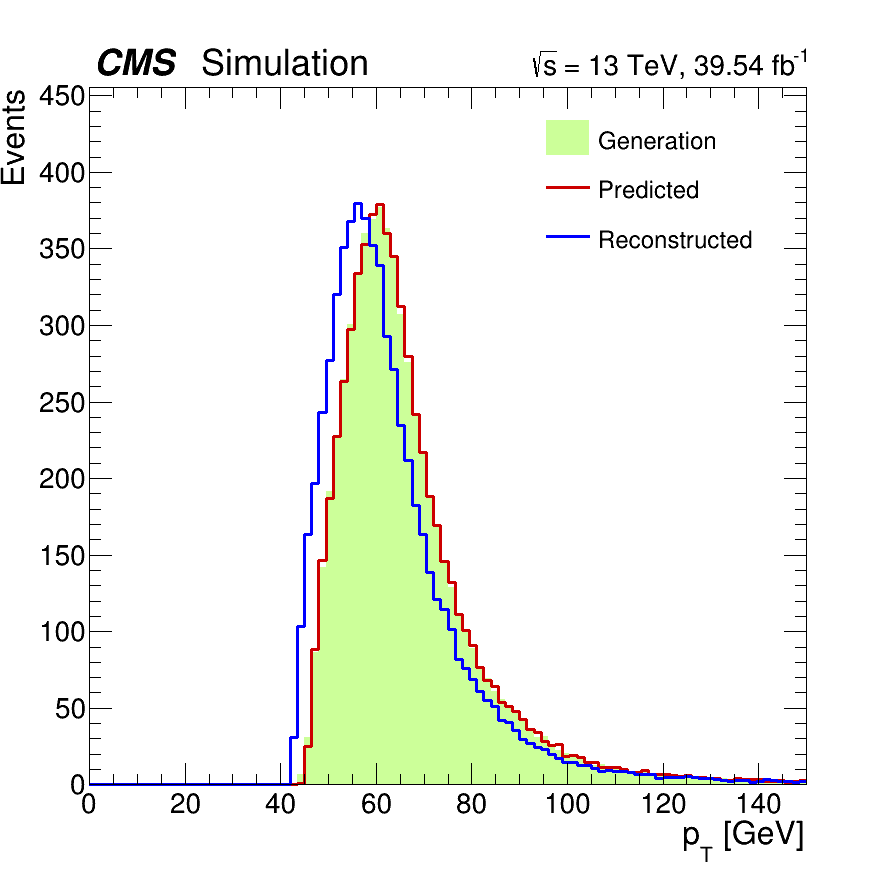 CMS Simulation
√s = 13 TeV, 39.54 fb⁻¹
Events
450
400
350
300
250
200
150
100
50
0
Generation
Predicted
Reconstructed
0 20 40 60 80 100 120 140
p_T [GeV]